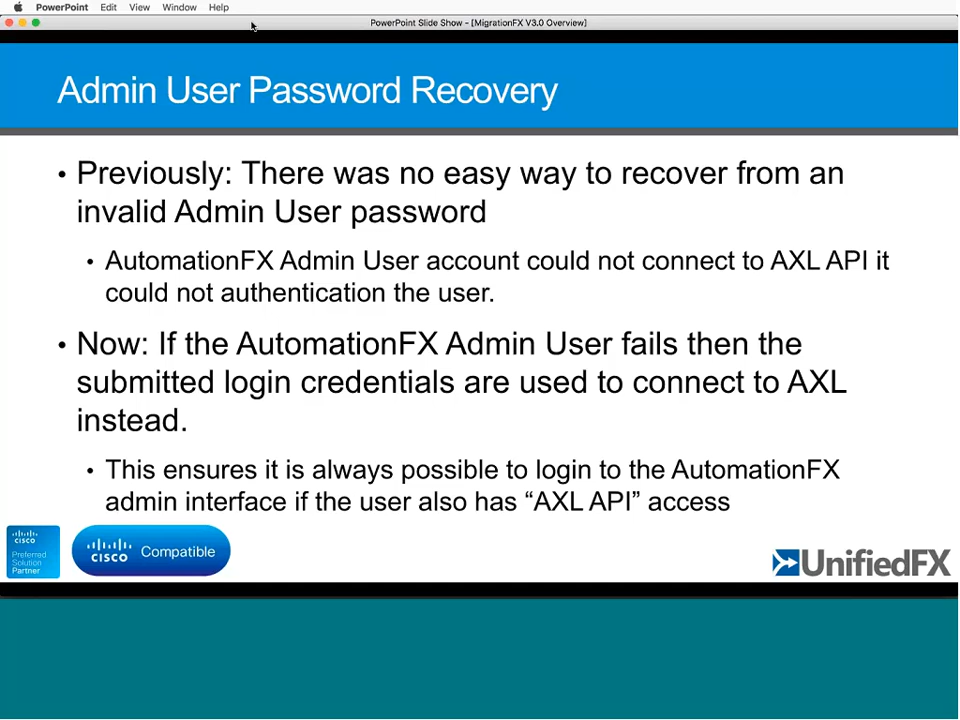 PowerPoint Edit View Window Help
PowerPoint Slide Show - [MigrationFX V3.0 Overview]
Admin User Password Recovery
• Previously: There was no easy way to recover from an
invalid Admin User password
• AutomationFX Admin User account could not connect to AXL API it
could not authentication the user.
• Now: If the AutomationFX Admin User fails then the
submitted login credentials are used to connect to AXL
instead.
• This ensures it is always possible to login to the AutomationFX
admin interface if the user also has “AXL API” access
CISCO
Preferred
Solution
Partner
CISCO Compatible
UnifiedFX